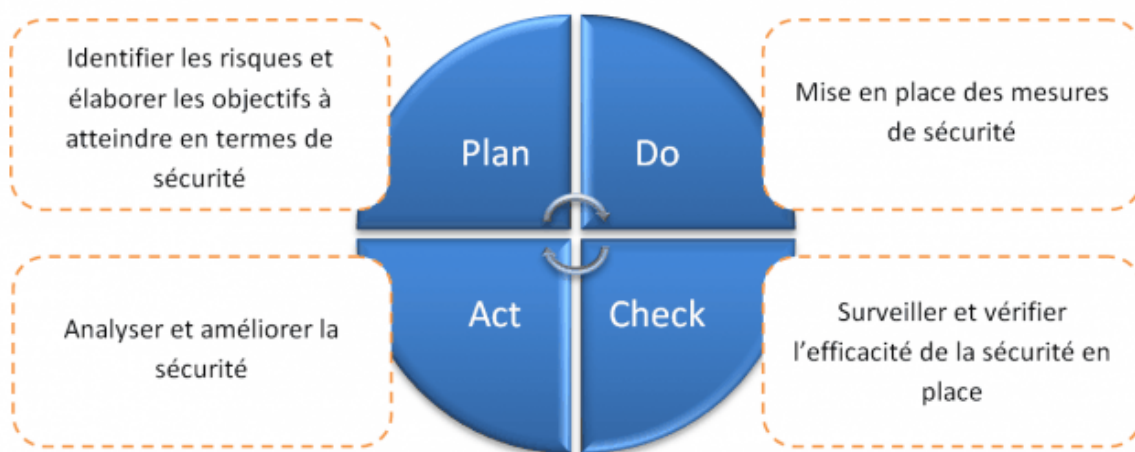 Identifier les risques et
élaborer les objectifs à
atteindre en termes de
sécurité
Plan
Do
Mise en place des mesures
de sécurité
Analyser et améliorer la
sécurité
Act
Check
Surveiller et vérifier
l’efficacité de la sécurité en
place